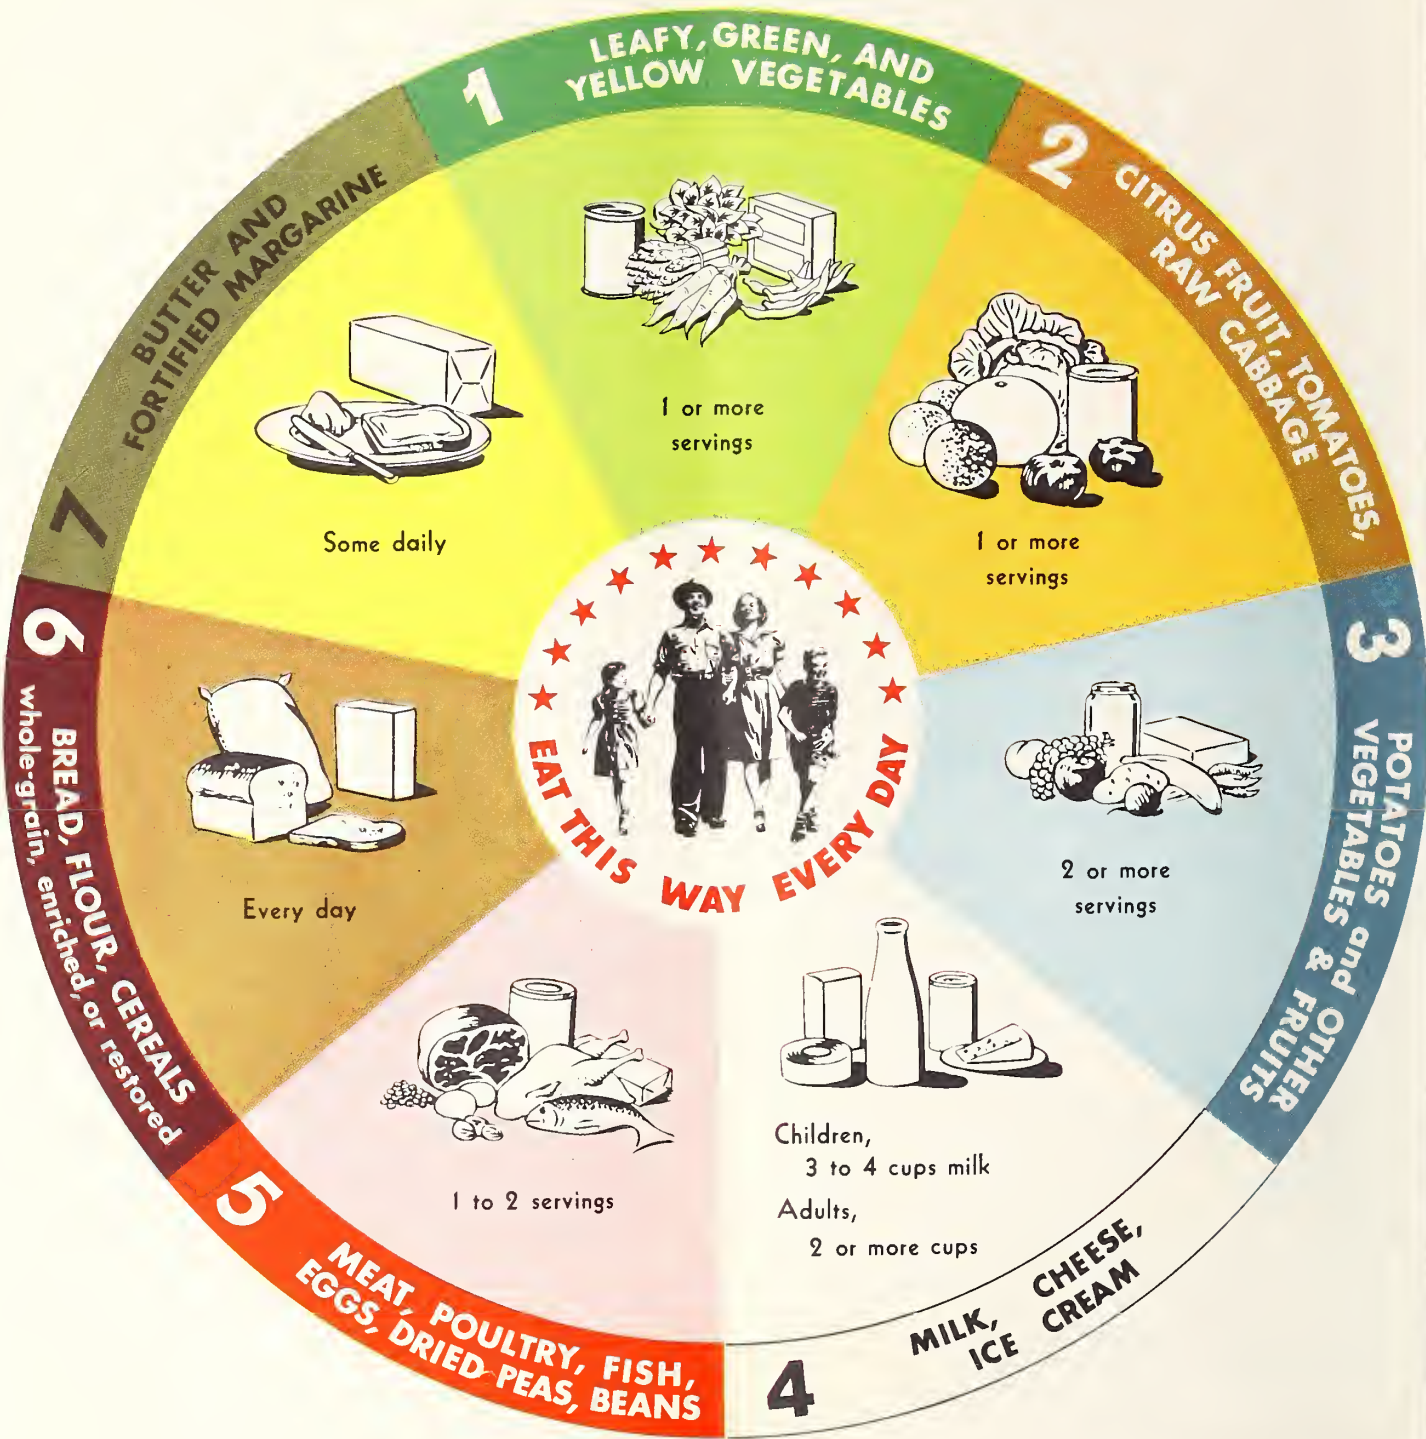 1
LEAFY, GREEN, AND
YELLOW VEGETABLES
1 or more
servings
2
CITRUS FRUIT, TOMATOES,
RAW CABBAGE
1 or more
servings
3
POTATOES and OTHER
VEGETABLES & FRUITS
2 or more
servings
4
MILK, CHEESE,
ICE CREAM
Children,
3 to 4 cups milk
Adults,
2 or more cups
5
MEAT, POULTRY, FISH,
EGGS, DRIED PEAS, BEANS
1 to 2 servings
6
BREAD, FLOUR, CEREALS
whole-grain, enriched, or restored
Every day
7
BUTTER AND
FORTIFIED MARGARINE
Some daily
EAT THIS WAY EVERY DAY